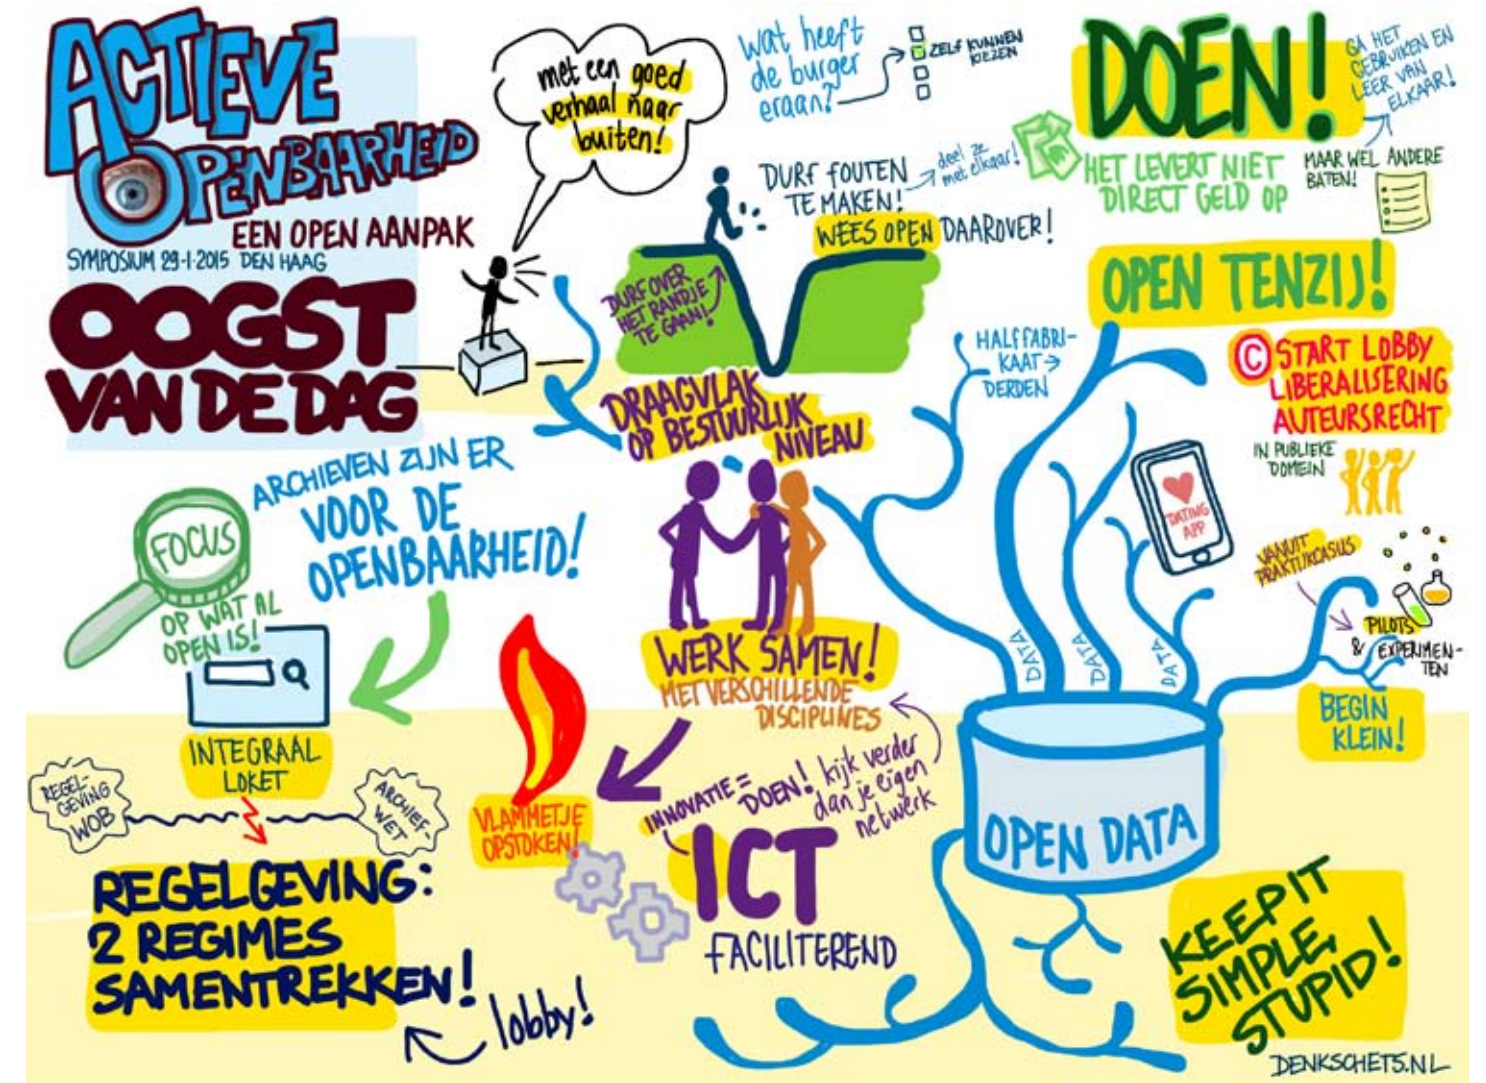 ACTIEVE
OPENBAARHEID
EEN OPEN AANPAK
SYMPOSIUM 29-1-2015 DEN HAAG
OOGST
VAN DE DAG
met een goed
verhaal naar
buiten!
wat heeft
de burger
eraan?
ZELF KUNNEN
KIEZEN
DURF FOUTEN
TE MAKEN!
deel ze
met elkaar!
WEES OPEN DAAROVER!
DURF OVER
HET RANDJE
TE GAAN!
DOEN!
GA HET
GEBRUIKEN EN
LEER VAN
ELKAAR!
HET LEVERT NIET
DIRECT GELD OP
MAAR WEL ANDERE
BATEN!
OPEN TENZIJ!
© START LOBBY
LIBERALISERING
AUTEURSRECHT
IN PUBLIEKE
DOMEIN
HALFFABRI-
KAAT →
DERDEN
DRAAGVLAK
OP BESTUURLIJK
NIVEAU
ARCHIEVEN ZIJN ER
VOOR DE
OPENBAARHEID!
FOCUS
OP WAT AL
OPEN IS!
INTEGRAAL
LOKET
REGEL-
GEVING
WOB
ARCHIEF-
WET
REGELGEVING:
2 REGIMES
SAMENTREKKEN!
lobby!
VLAMMETJE
OPSTOKEN!
WERK SAMEN!
MET VERSCHILLENDE
DISCIPLINES
INNOVATIE =
DOEN!
kijk verder
dan je eigen
netwerk
ICT
FACILITEREND
DATING
APP
VANUIT
PRAKTIJKCASUS
PILOTS
& EXPERIMEN-
TEN
BEGIN
KLEIN!
DATA
DATA
DATA
OPEN DATA
KEEP IT
SIMPLE,
STUPID!
DENKSCHETS.NL